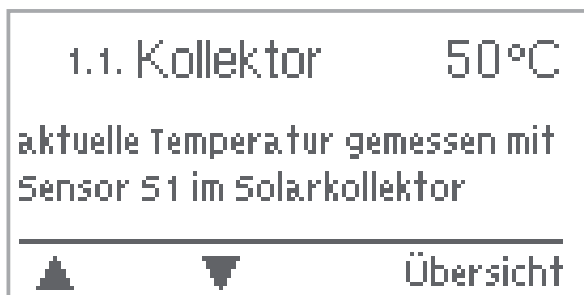 1.1. Kollektor 50°C
aktuelle Temperatur gemessen mit
Sensor S1 im Solarkollektor
Übersicht